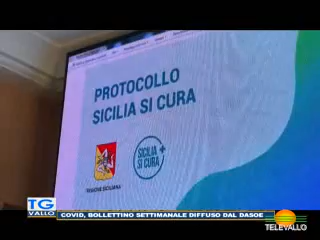 PROTOCOLLO
SICILIA SI CURA
REGIONE SICILIANA
SICILIA
SI CURA
TG
VALLO
COVID, BOLLETTINO SETTIMANALE DIFFUSO DAL DASOE
TELEVALLO